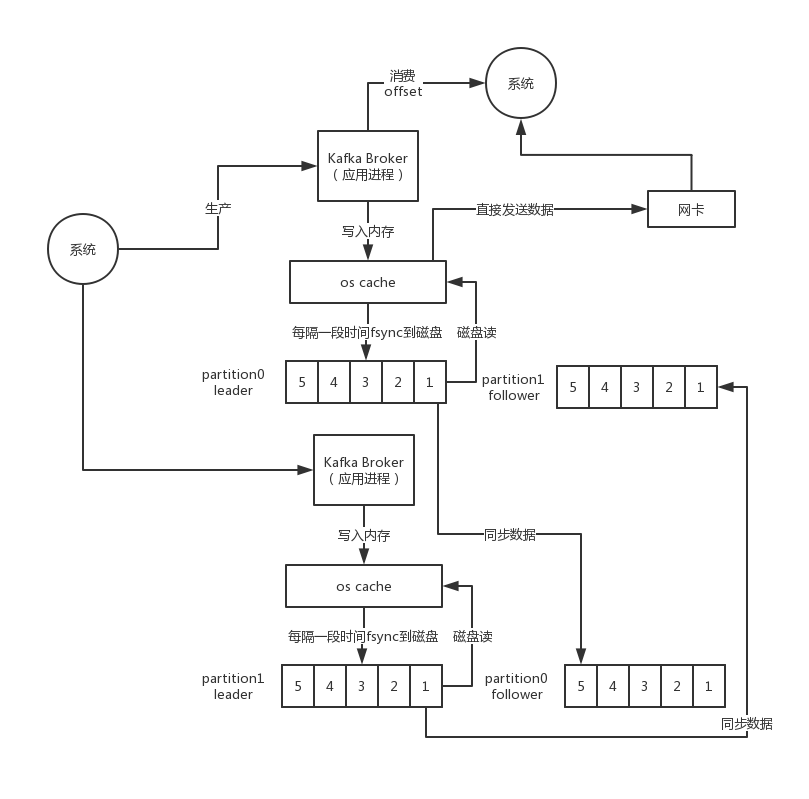 消费
offset
系统
Kafka Broker
（应用进程）
生产
直接发送数据
网卡
写入内存
系统
os cache
每隔一段时间fsync到磁盘
磁盘读
partition0
leader
5 4 3 2 1
partition1
follower
5 4 3 2 1
Kafka Broker
（应用进程）
写入内存
同步数据
os cache
每隔一段时间fsync到磁盘
磁盘读
partition1
leader
5 4 3 2 1
partition0
follower
5 4 3 2 1
同步数据